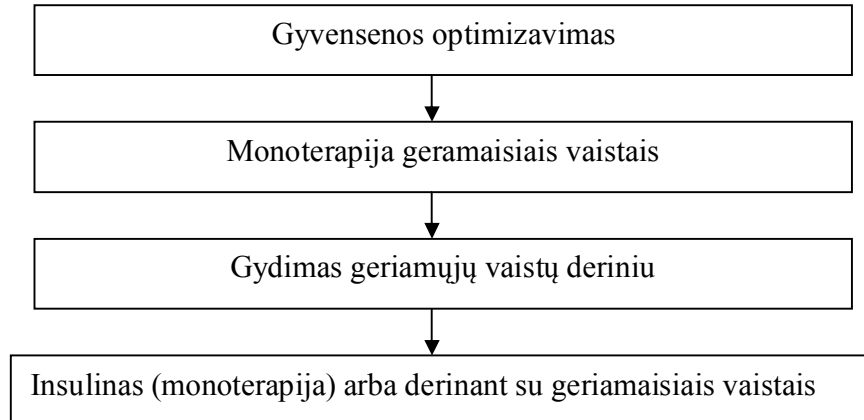 Gyvensenos optimizavimas
Monoterapija geramaisiais vaistais
Gydimas geriamųjų vaistų deriniu
Insulinas (monoterapija) arba derinant su geriamaisiais vaistais